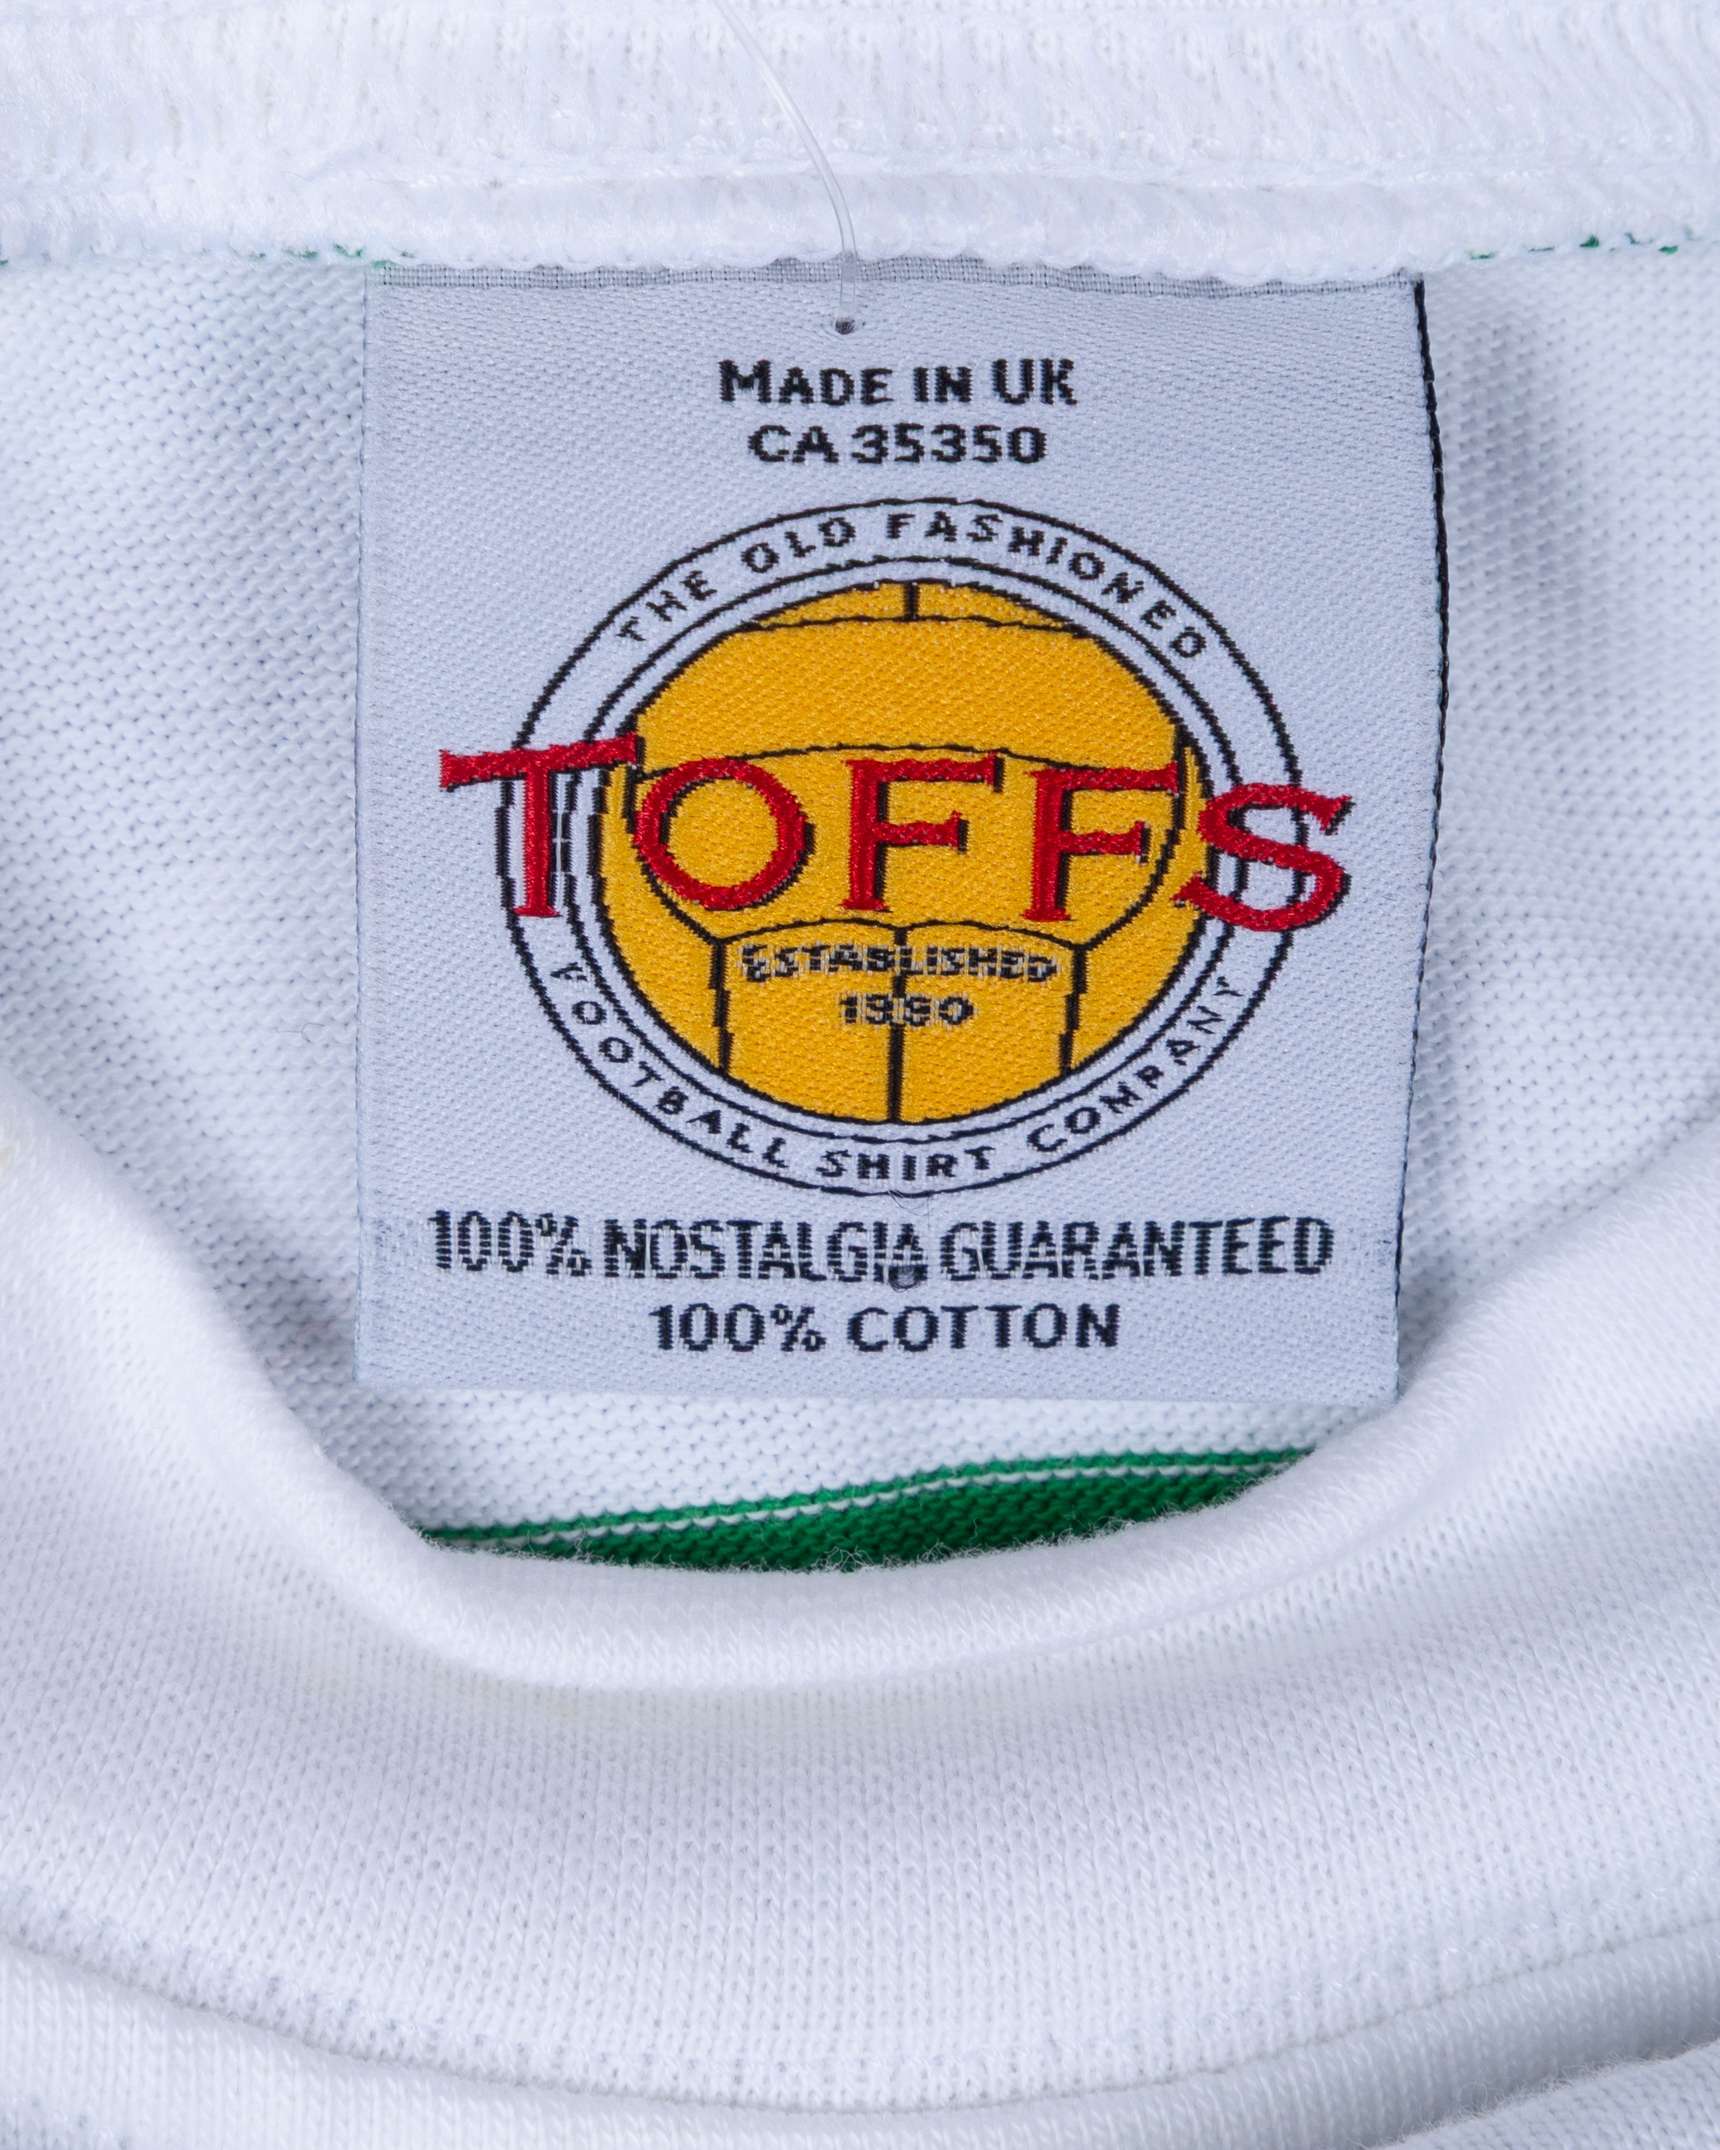 MADE IN UK
CA 35350
THE OLD FASHIONED
TOFFS
ESTABLISHED
1990
FOOTBALL SHIRT COMPANY
100% NOSTALGIA GUARANTEED
100% COTTON